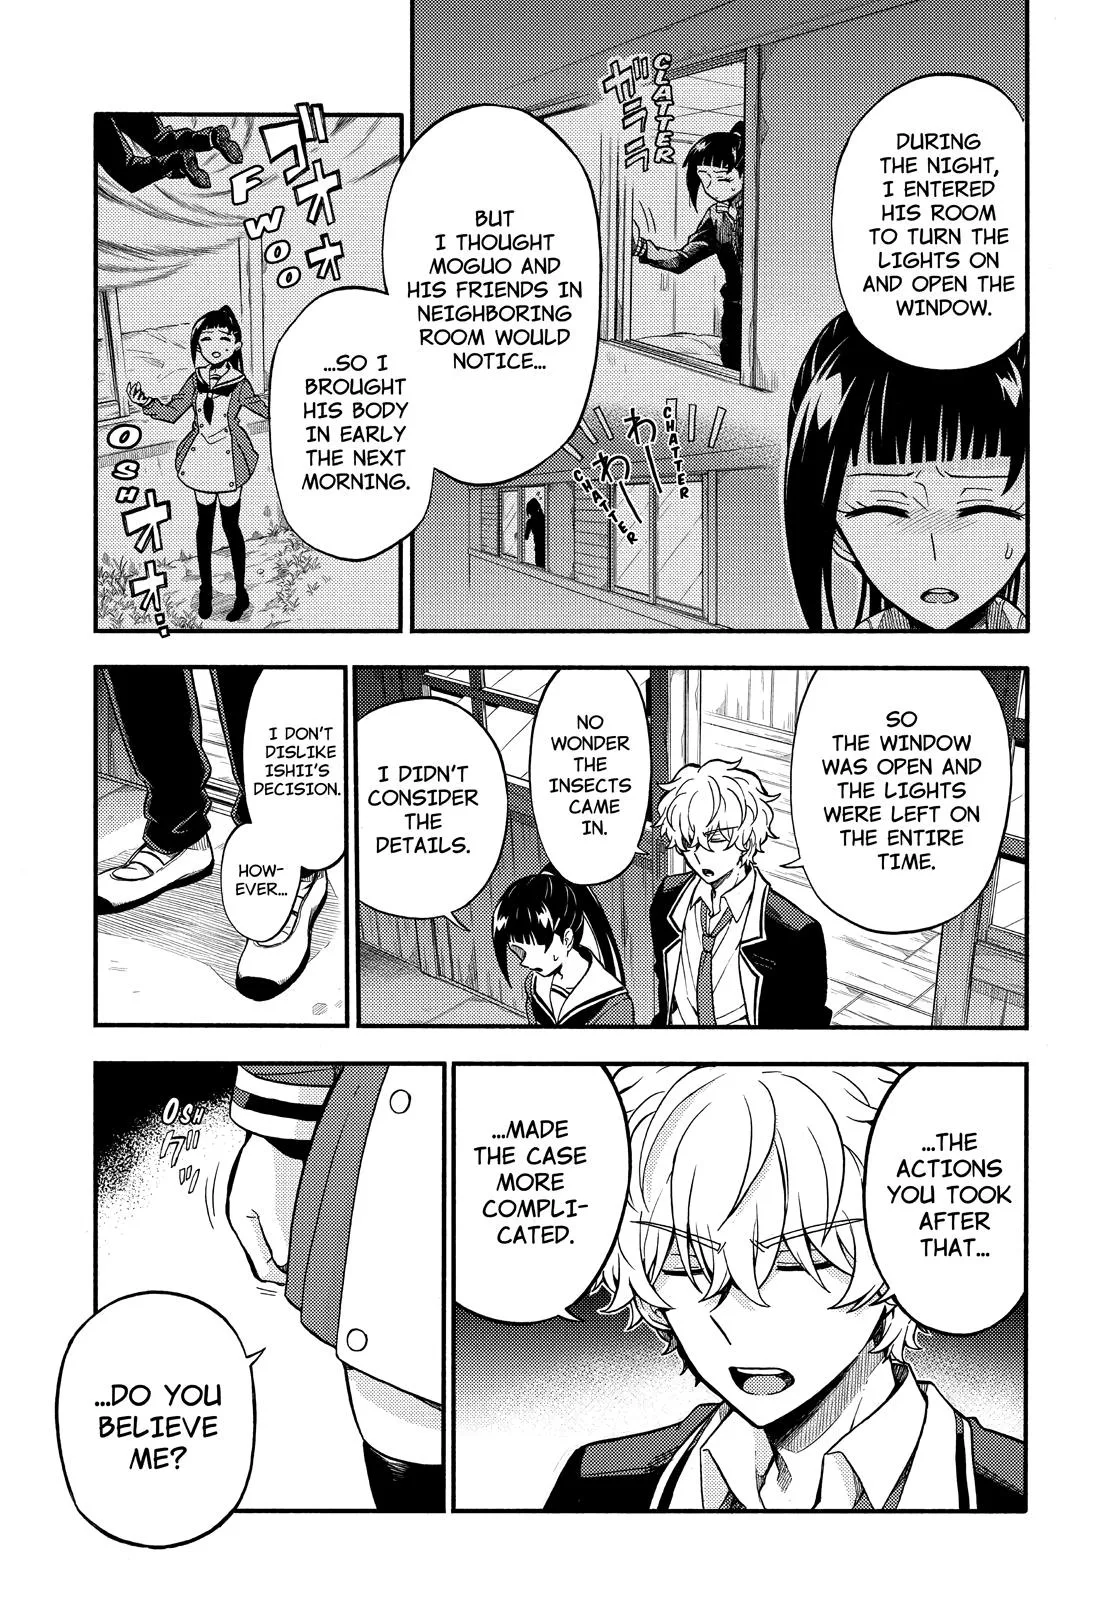 DURING
THE NIGHT,
I ENTERED
HIS ROOM
TO TURN THE
LIGHTS ON
AND OPEN THE
WINDOW.
ガラララ
CLATTER
わー
わー
CHATTER
CHATTER
BUT
I THOUGHT
MOGUO AND
HIS FRIENDS IN
NEIGHBORING
ROOM WOULD
NOTICE...
...SO I
BROUGHT
HIS BODY
IN EARLY
THE NEXT
MORNING.
ゴオオ
FWOO
OSH
オオ
SO
THE WINDOW
WAS OPEN AND
THE LIGHTS
WERE LEFT ON
THE ENTIRE
TIME.
NO
WONDER
THE
INSECTS
CAME
IN.
I DIDN'T
CONSIDER
THE
DETAILS.
I DON'T
DISLIKE
ISHII'S
DECISION.
HOW-
EVER...
...THE
ACTIONS
YOU TOOK
AFTER
THAT...
...MADE
THE CASE
MORE
COMPLI-
CATED.
OSH
...DO YOU
BELIEVE
ME?